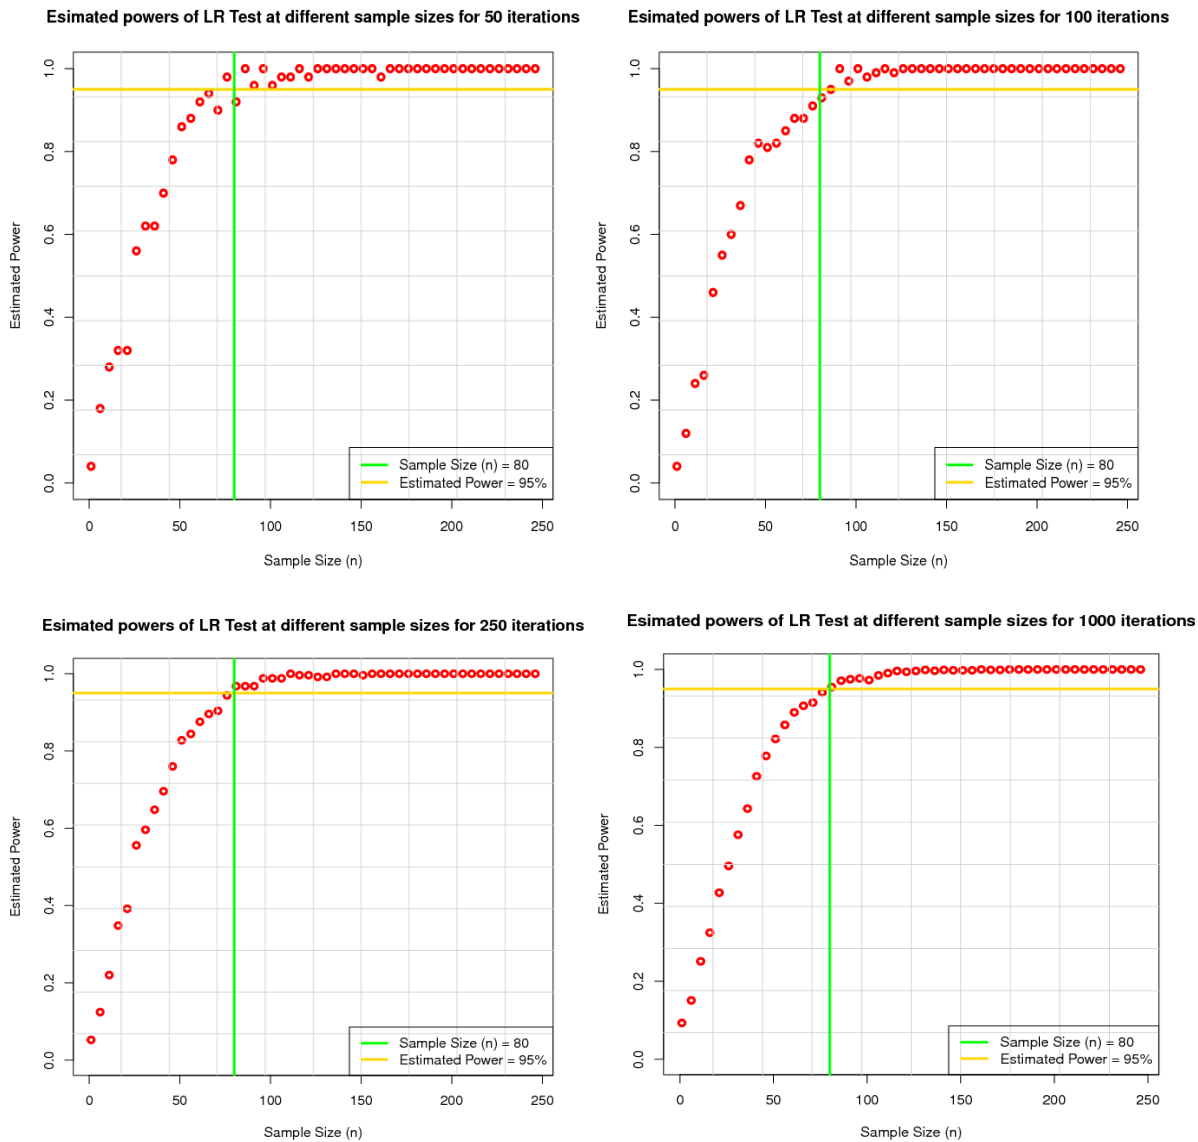 Esimated powers of LR Test at different sample sizes for 50 iterations
Estimated Power
1.0
0.8
0.6
0.4
0.2
0.0
Sample Size (n) = 80
Estimated Power = 95%
0 50 100 150 200 250
Sample Size (n)
Esimated powers of LR Test at different sample sizes for 100 iterations
Estimated Power
1.0
0.8
0.6
0.4
0.2
0.0
Sample Size (n) = 80
Estimated Power = 95%
0 50 100 150 200 250
Sample Size (n)
Esimated powers of LR Test at different sample sizes for 250 iterations
Estimated Power
1.0
0.8
0.6
0.4
0.2
0.0
Sample Size (n) = 80
Estimated Power = 95%
0 50 100 150 200 250
Sample Size (n)
Esimated powers of LR Test at different sample sizes for 1000 iterations
Estimated Power
1.0
0.8
0.6
0.4
0.2
0.0
Sample Size (n) = 80
Estimated Power = 95%
0 50 100 150 200 250
Sample Size (n)